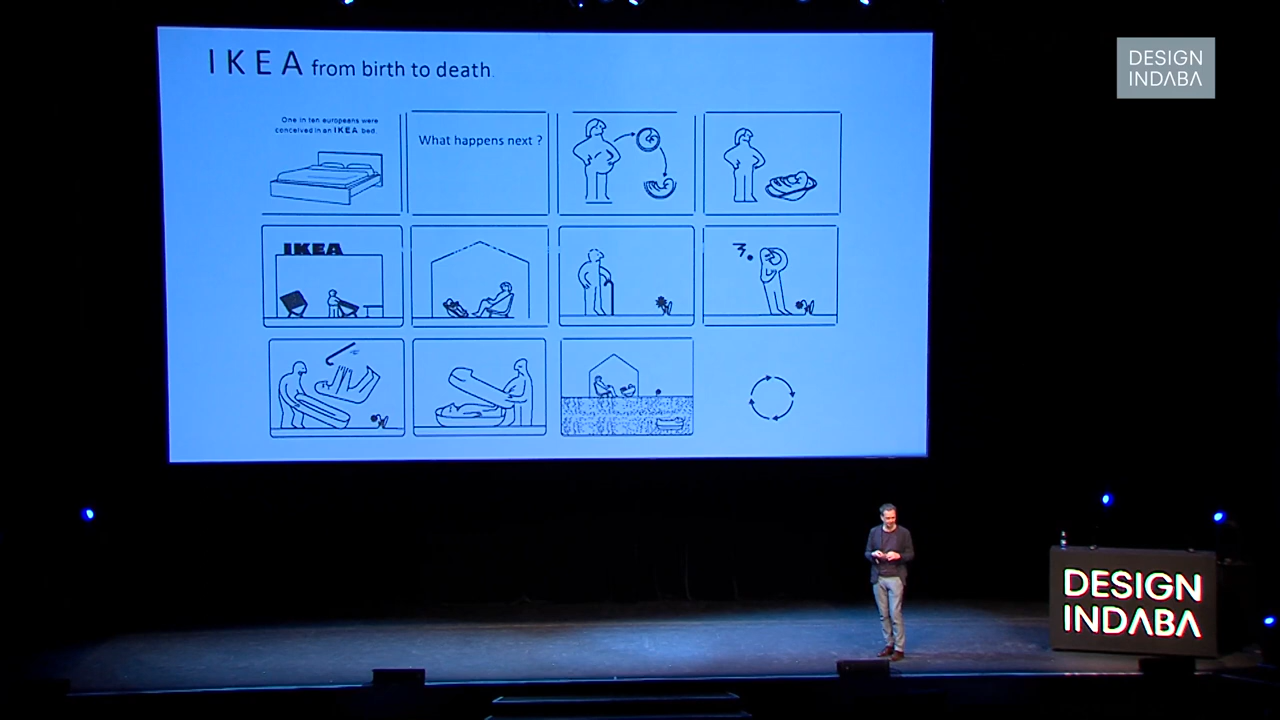 IKEA from birth to death.
One in ten europeans were
conceived in an IKEA bed.
What happens next ?
IKEA
?
DESIGN
INDABA
DESIGN
INDABA